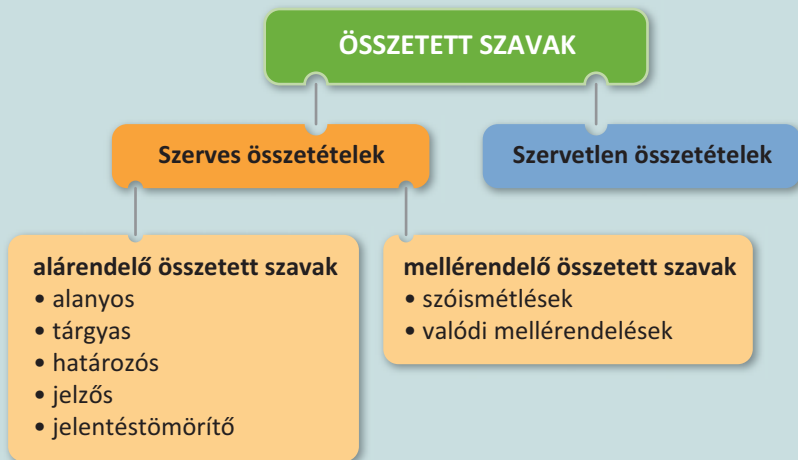 ÖSSZETETT SZAVAK
Szerves összetételek
Szervetlen összetételek
alárendelő összetett szavak
• alanyos
• tárgyas
• határozós
• jelzős
• jelentéstömörítő
mellérendelő összetett szavak
• szóismétlések
• valódi mellérendelések